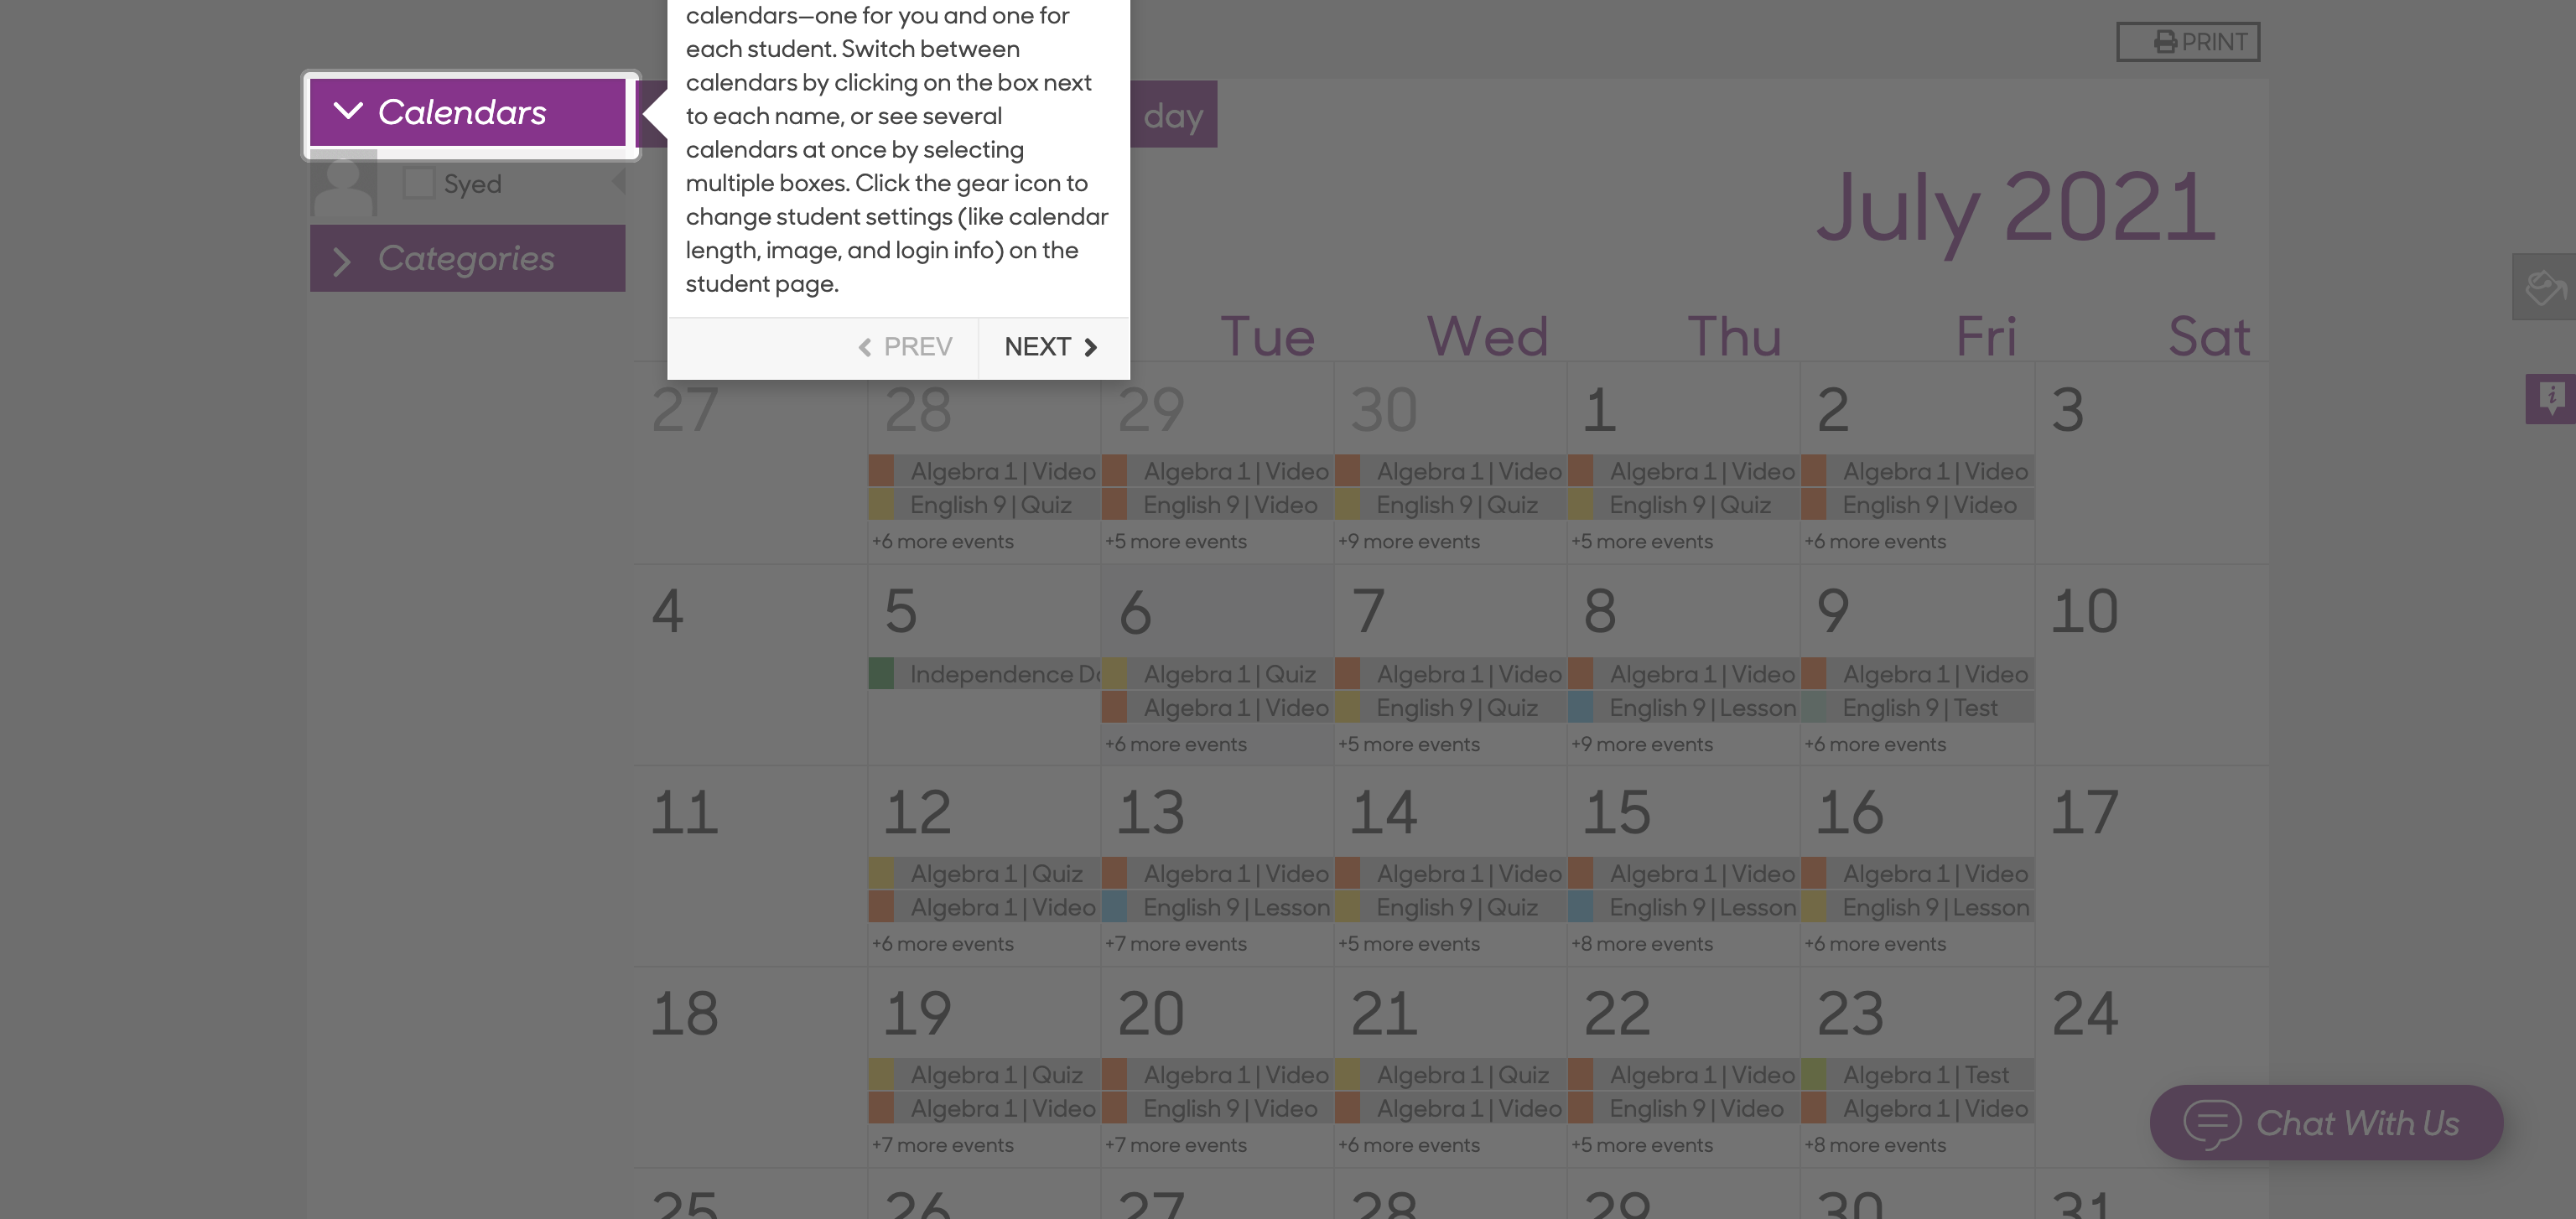 calendars—one for you and one for
each student. Switch between
calendars by clicking on the box next
to each name, or see several
calendars at once by selecting
multiple boxes. Click the gear icon to
change student settings (like calendar
length, image, and login info) on the
student page.
PREV NEXT
PRINT
Calendars
day
Syed
Categories
July 2021
Tue Wed Thu Fri Sat
27 28 29 30 1 2 3
Algebra 1 | Video Algebra 1 | Video Algebra 1 | Video Algebra 1 | Video Algebra 1 | Video
English 9 | Quiz English 9 | Video English 9 | Quiz English 9 | Quiz English 9 | Video
+6 more events +5 more events +9 more events +5 more events +6 more events
4 5 6 7 8 9 10
Independence Da Algebra 1 | Quiz Algebra 1 | Video Algebra 1 | Video Algebra 1 | Video
Algebra 1 | Video English 9 | Quiz English 9 | Lesson English 9 | Test
+6 more events +5 more events +9 more events +6 more events
11 12 13 14 15 16 17
Algebra 1 | Quiz Algebra 1 | Video Algebra 1 | Video Algebra 1 | Video Algebra 1 | Video
Algebra 1 | Video English 9 | Lesson English 9 | Quiz English 9 | Lesson English 9 | Lesson
+6 more events +7 more events +5 more events +8 more events +6 more events
18 19 20 21 22 23 24
Algebra 1 | Quiz Algebra 1 | Video Algebra 1 | Quiz Algebra 1 | Video Algebra 1 | Test
Algebra 1 | Video English 9 | Video Algebra 1 | Video English 9 | Video Algebra 1 | Video
+7 more events +7 more events +6 more events +5 more events +8 more events
25 26 27 28 29 30 31
Chat With Us